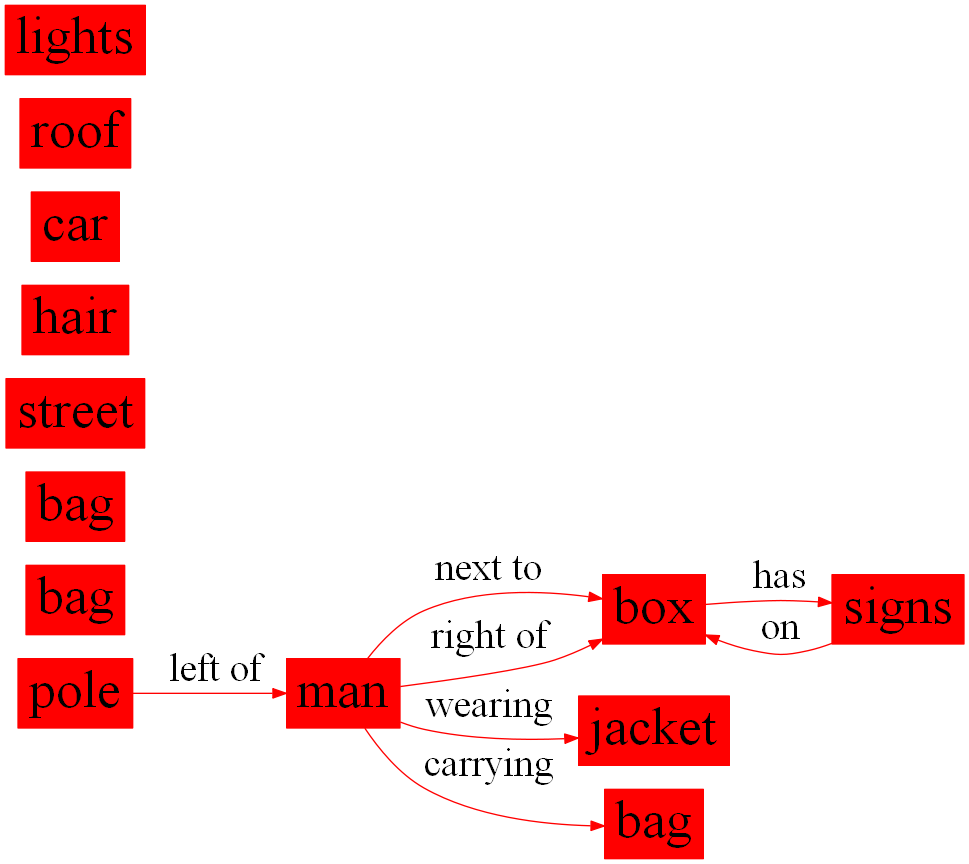 lights
roof
car
hair
street
bag
bag
pole
left of
man
next to
right of
wearing
carrying
box
has
on
signs
jacket
bag